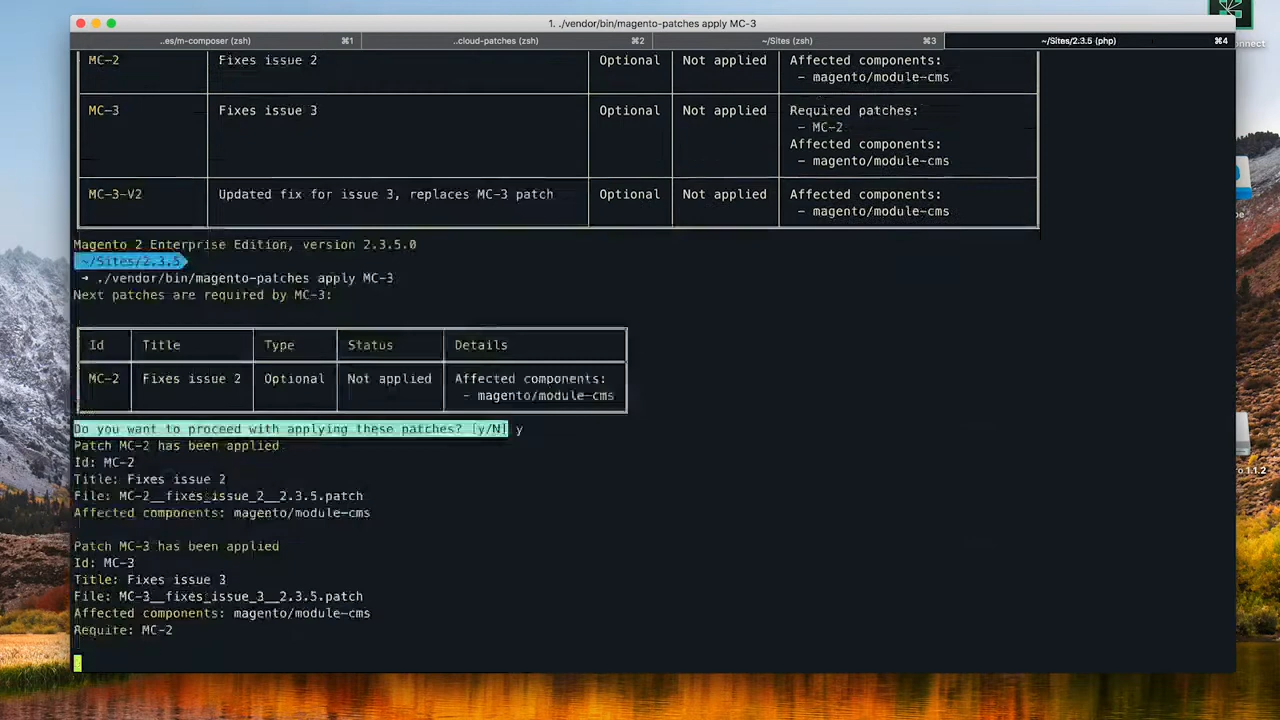 1. ./vendor/bin/magento-patches apply MC-3
..es/m-composer (zsh) ⌘1 ..cloud-patches (zsh) ⌘2 ~/Sites (zsh) ⌘3 ~/Sites/2.3.5 (php) ⌘4
onnect
MC-2 Fixes issue 2 Optional Not applied Affected components:
- magento/module-cms
MC-3 Fixes issue 3 Optional Not applied Required patches:
- MC-2
Affected components:
- magento/module-cms
MC-3-V2 Updated fix for issue 3, replaces MC-3 patch Optional Not applied Affected components:
- magento/module-cms
Magento 2 Enterprise Edition, version 2.3.5.0
~/Sites/2.3.5
→ ./vendor/bin/magento-patches apply MC-3
Next patches are required by MC-3:
Id Title Type Status Details
MC-2 Fixes issue 2 Optional Not applied Affected components:
- magento/module-cms
Do you want to proceed with applying these patches? [y/N] y
Patch MC-2 has been applied
Id: MC-2
Title: Fixes issue 2
File: MC-2__fixes_issue_2__2.3.5.patch
Affected components: magento/module-cms
Patch MC-3 has been applied
Id: MC-3
Title: Fixes issue 3
File: MC-3__fixes_issue_3__2.3.5.patch
Affected components: magento/module-cms
Require: MC-2